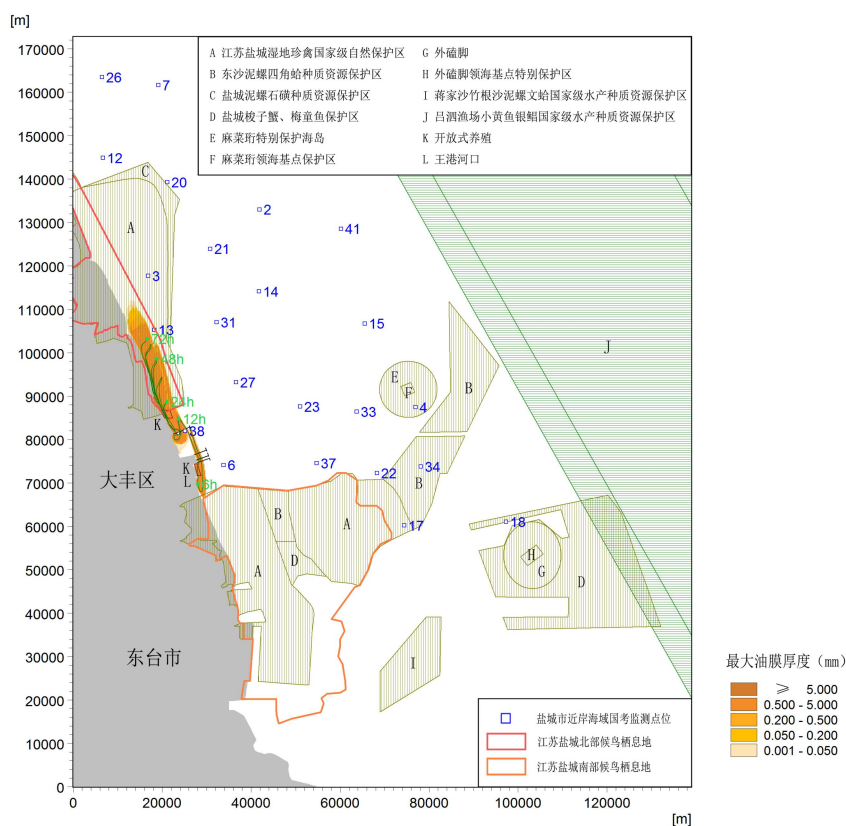 [m]
170000
160000
150000
140000
130000
120000
110000
100000
90000
80000
70000
60000
50000
40000
30000
20000
10000
0
A 江苏盐城湿地珍禽国家级自然保护区
B 东沙泥螺四角蛤种质资源保护区
C 盐城泥螺石磺种质资源保护区
D 盐城梭子蟹、梅童鱼保护区
E 麻菜珩特别保护海岛
F 麻菜珩领海基点保护区
G 外磕脚
H 外磕脚领海基点特别保护区
I 蒋家沙竹根沙泥螺文蛤国家级水产种质资源保护区
J 吕泗渔场小黄鱼银鲳国家级水产种质资源保护区
K 开放式养殖
L 王港河口
26
7
12
C
20
2
A
21
41
3
14
13
31
15
72h
J
48h
27
E
F
B
24h
23
33
4
12h
K
38
大丰区
K
L
L
6
37
22
34
B
6h
17
18
B
A
H
D
G
D
A
东台市
I
盐城市近岸海域国考监测点位
江苏盐城北部候鸟栖息地
江苏盐城南部候鸟栖息地
最大油膜厚度（mm）
≥ 5.000
0.500 - 5.000
0.200 - 0.500
0.050 - 0.200
0.001 - 0.050
0
20000
40000
60000
80000
100000
120000
[m]